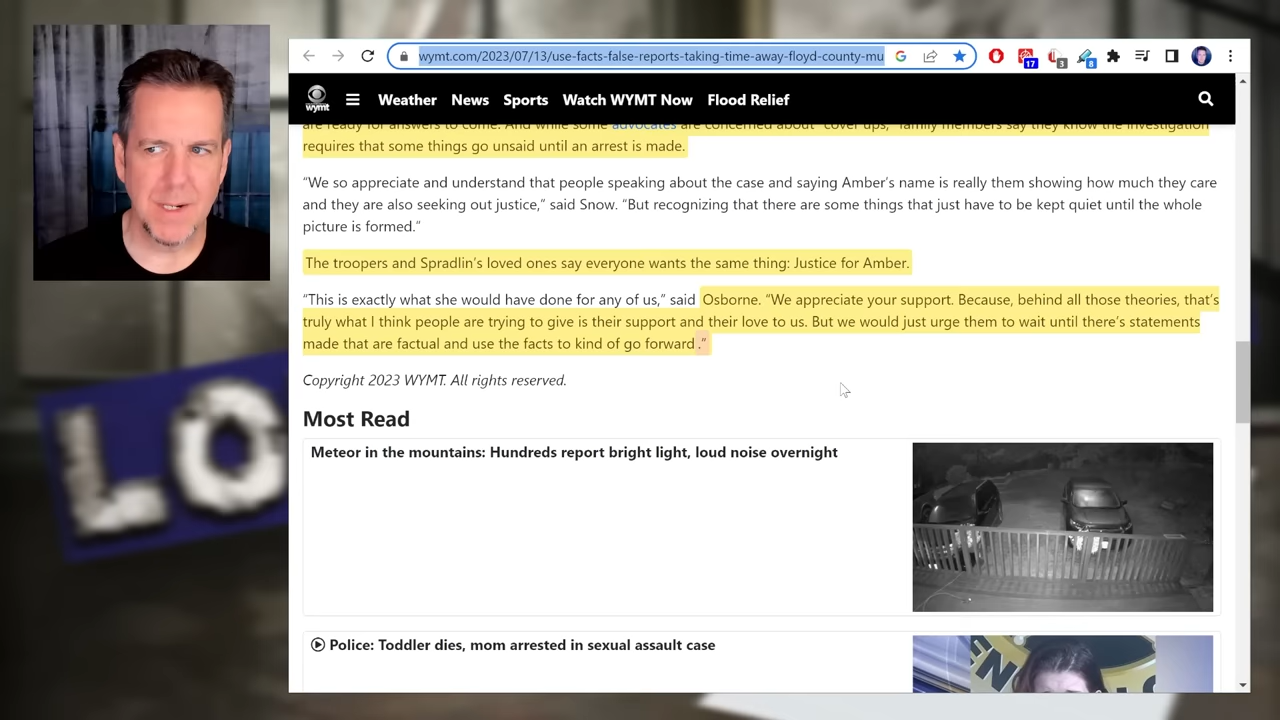 wymt.com/2023/07/13/use-facts-false-reports-taking-time-away-floyd-county-mu
17
3
8
wymt
Weather
News
Sports
Watch WYMT Now
Flood Relief
are ready for answers to come. And while some advocates are concerned about “cover ups,” family members say they know the investigation
requires that some things go unsaid until an arrest is made.
“We so appreciate and understand that people speaking about the case and saying Amber’s name is really them showing how much they care
and they are also seeking out justice,” said Snow. “But recognizing that there are some things that just have to be kept quiet until the whole
picture is formed.”
The troopers and Spradlin’s loved ones say everyone wants the same thing: Justice for Amber.
“This is exactly what she would have done for any of us,” said Osborne. “We appreciate your support. Because, behind all those theories, that’s
truly what I think people are trying to give is their support and their love to us. But we would just urge them to wait until there’s statements
made that are factual and use the facts to kind of go forward.”
Copyright 2023 WYMT. All rights reserved.
Most Read
Meteor in the mountains: Hundreds report bright light, loud noise overnight
Police: Toddler dies, mom arrested in sexual assault case
LO